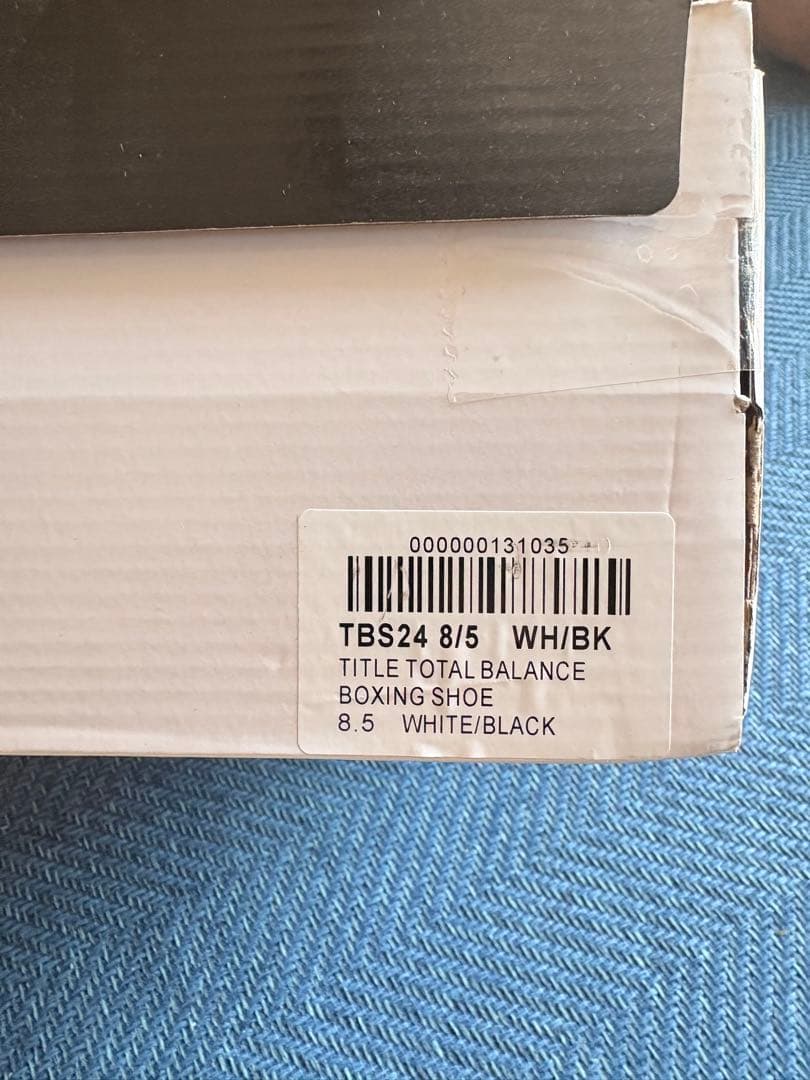 000000131035
TBS24 8/5 WH/BK
TITLE TOTAL BALANCE
BOXING SHOE
8.5 WHITE/BLACK